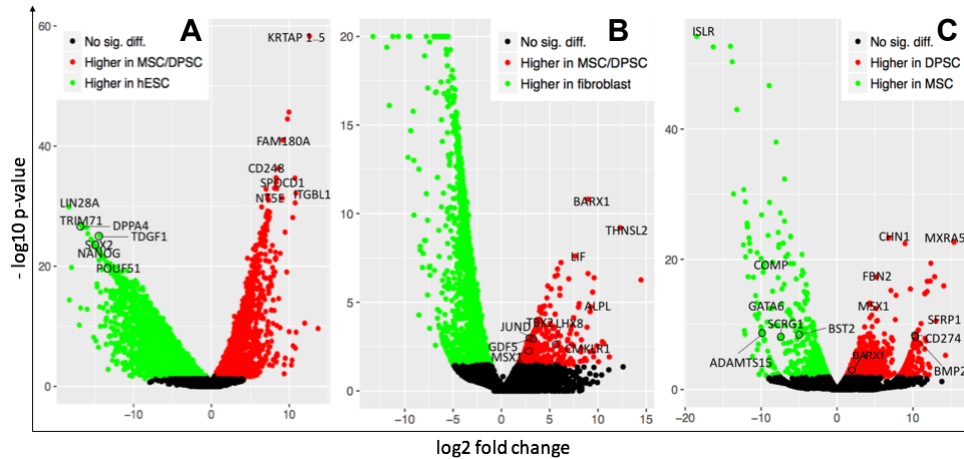 A
No sig. diff.
Higher in MSC/DPSC
Higher in hESC
KRTAP 1–5
FAM180A
CD248
SPOCD1
NT5E
ITGBL1
LIN28A
TRIM71
DPPA4
TDGF1
SOX2
NANOG
POUF51
60
40
20
0
−10
0
10
B
No sig. diff.
Higher in MSC/DPSC
Higher in fibroblast
BARX1
THNSL2
LIF
ALPL
JUND
TBX2
LHX8
GDF5
MSX1
CMKLR1
20
15
10
5
0
−10
−5
0
5
10
15
C
No sig. diff.
Higher in DPSC
Higher in MSC
ISLR
CHN1
MXRA5
COMP
FBN2
GATA6
MSX1
SCRG1
BST2
SFRP1
CD274
ADAMTS15
BARX1
BMP2
40
20
0
−20
−10
0
10
20
- log10 p-value
log2 fold change